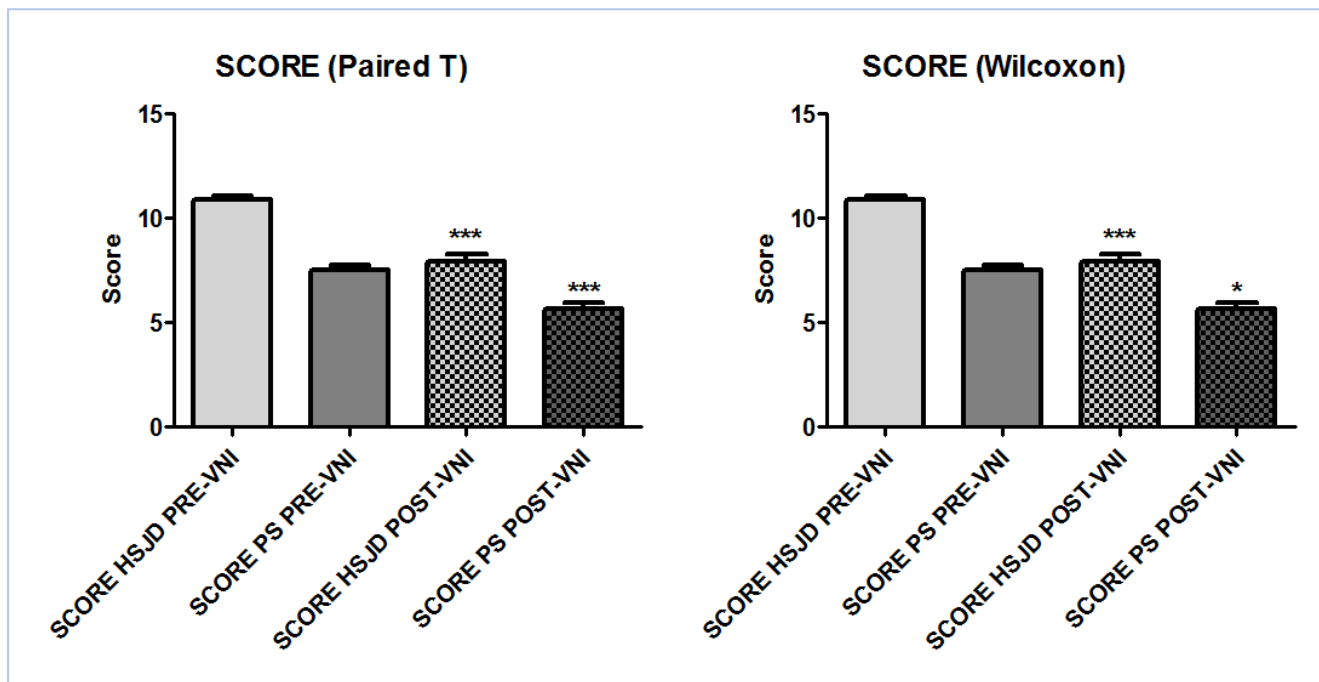 SCORE (Paired T)
Score
15
10
5
0
***
***
SCORE HSJD PRE-VNI
SCORE PS PRE-VNI
SCORE HSJD POST-VNI
SCORE PS POST-VNI
SCORE (Wilcoxon)
Score
15
10
5
0
***
*
SCORE HSJD PRE-VNI
SCORE PS PRE-VNI
SCORE HSJD POST-VNI
SCORE PS POST-VNI